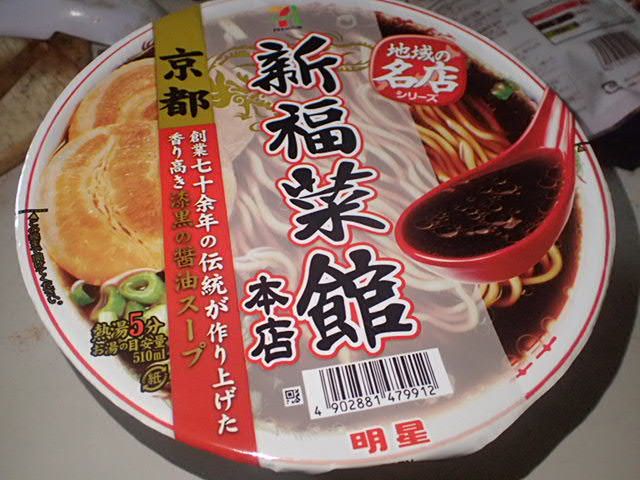 地域の
名店
シリーズ
京都
新福菜館
本店
創業七十余年の伝統が作り上げた
香り高き漆黒の醤油スープ
熱湯5分
お湯の目安量
510ml
紙
4 902881 479912
明星